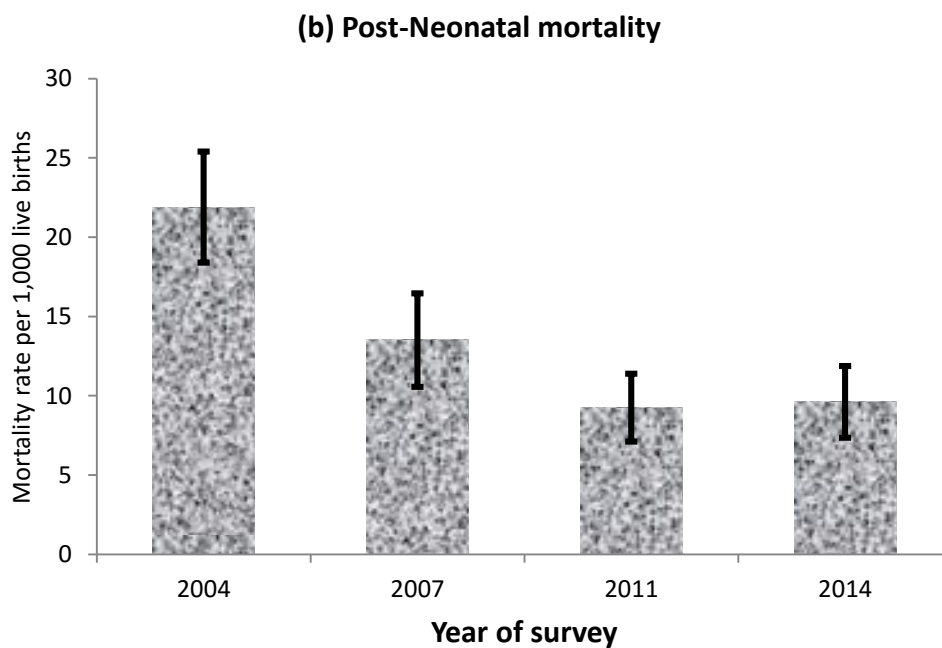 (b) Post-Neonatal mortality
Mortality rate per 1,000 live births
30
25
20
15
10
5
0
2004 2007 2011 2014
Year of survey